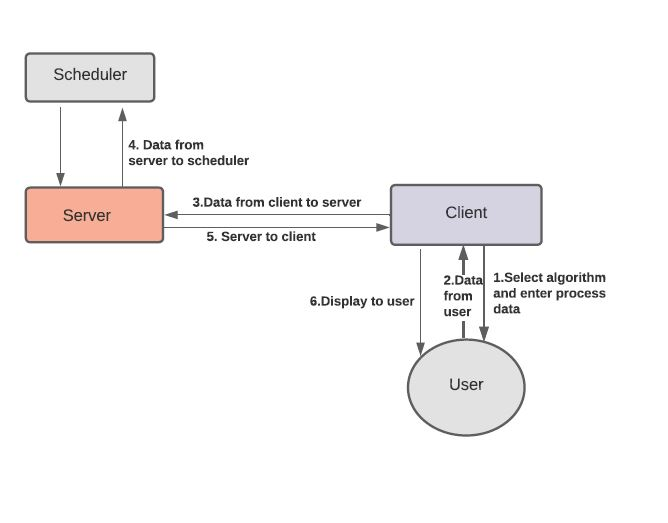 Scheduler
4. Data from
server to scheduler
3.Data from client to server
Server
Client
5. Server to client
6.Display to user
2.Data
from
user
1.Select algorithm
and enter process
data
User